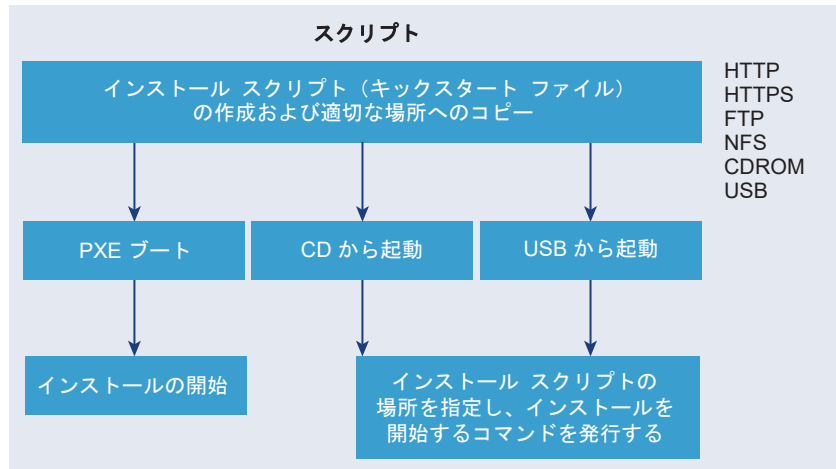 スクリプト
インストール スクリプト（キックスタート ファイル）
の作成および適切な場所へのコピー
HTTP
HTTPS
FTP
NFS
CDROM
USB
PXE ブート
CD から起動
USB から起動
インストールの開始
インストール スクリプトの
場所を指定し、インストールを
開始するコマンドを発行する